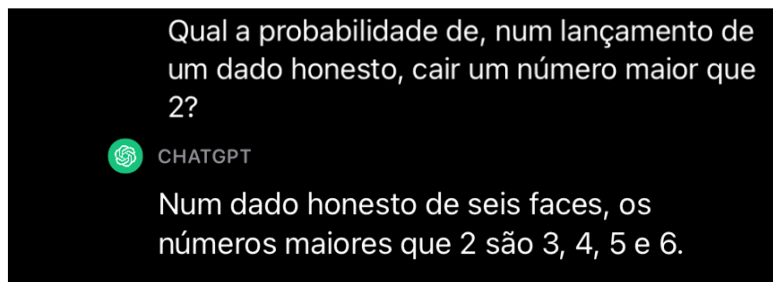 Qual a probabilidade de, num lançamento de
um dado honesto, cair um número maior que
2?
CHATGPT
Num dado honesto de seis faces, os
números maiores que 2 são 3, 4, 5 e 6.